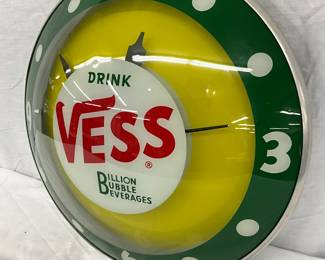 DRINK
VESS®
BILLION
BUBBLE
BEVERAGES
3